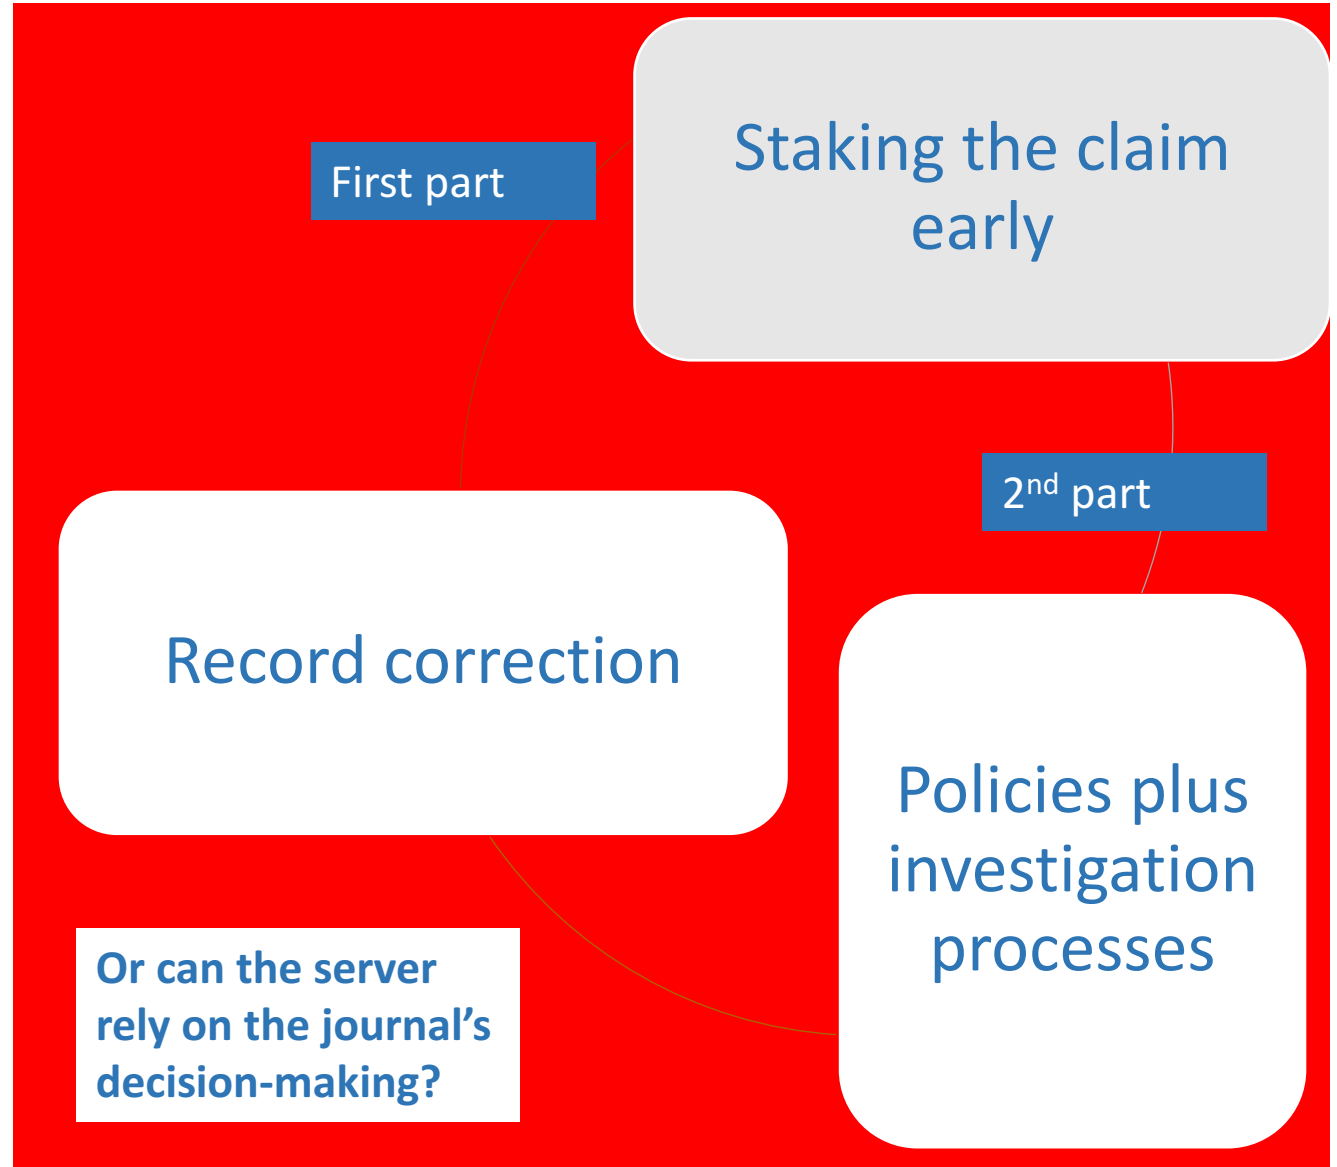 Staking the claim
early
First part
2nd part
Record correction
Policies plus
investigation
processes
Or can the server
rely on the journal’s
decision-making?